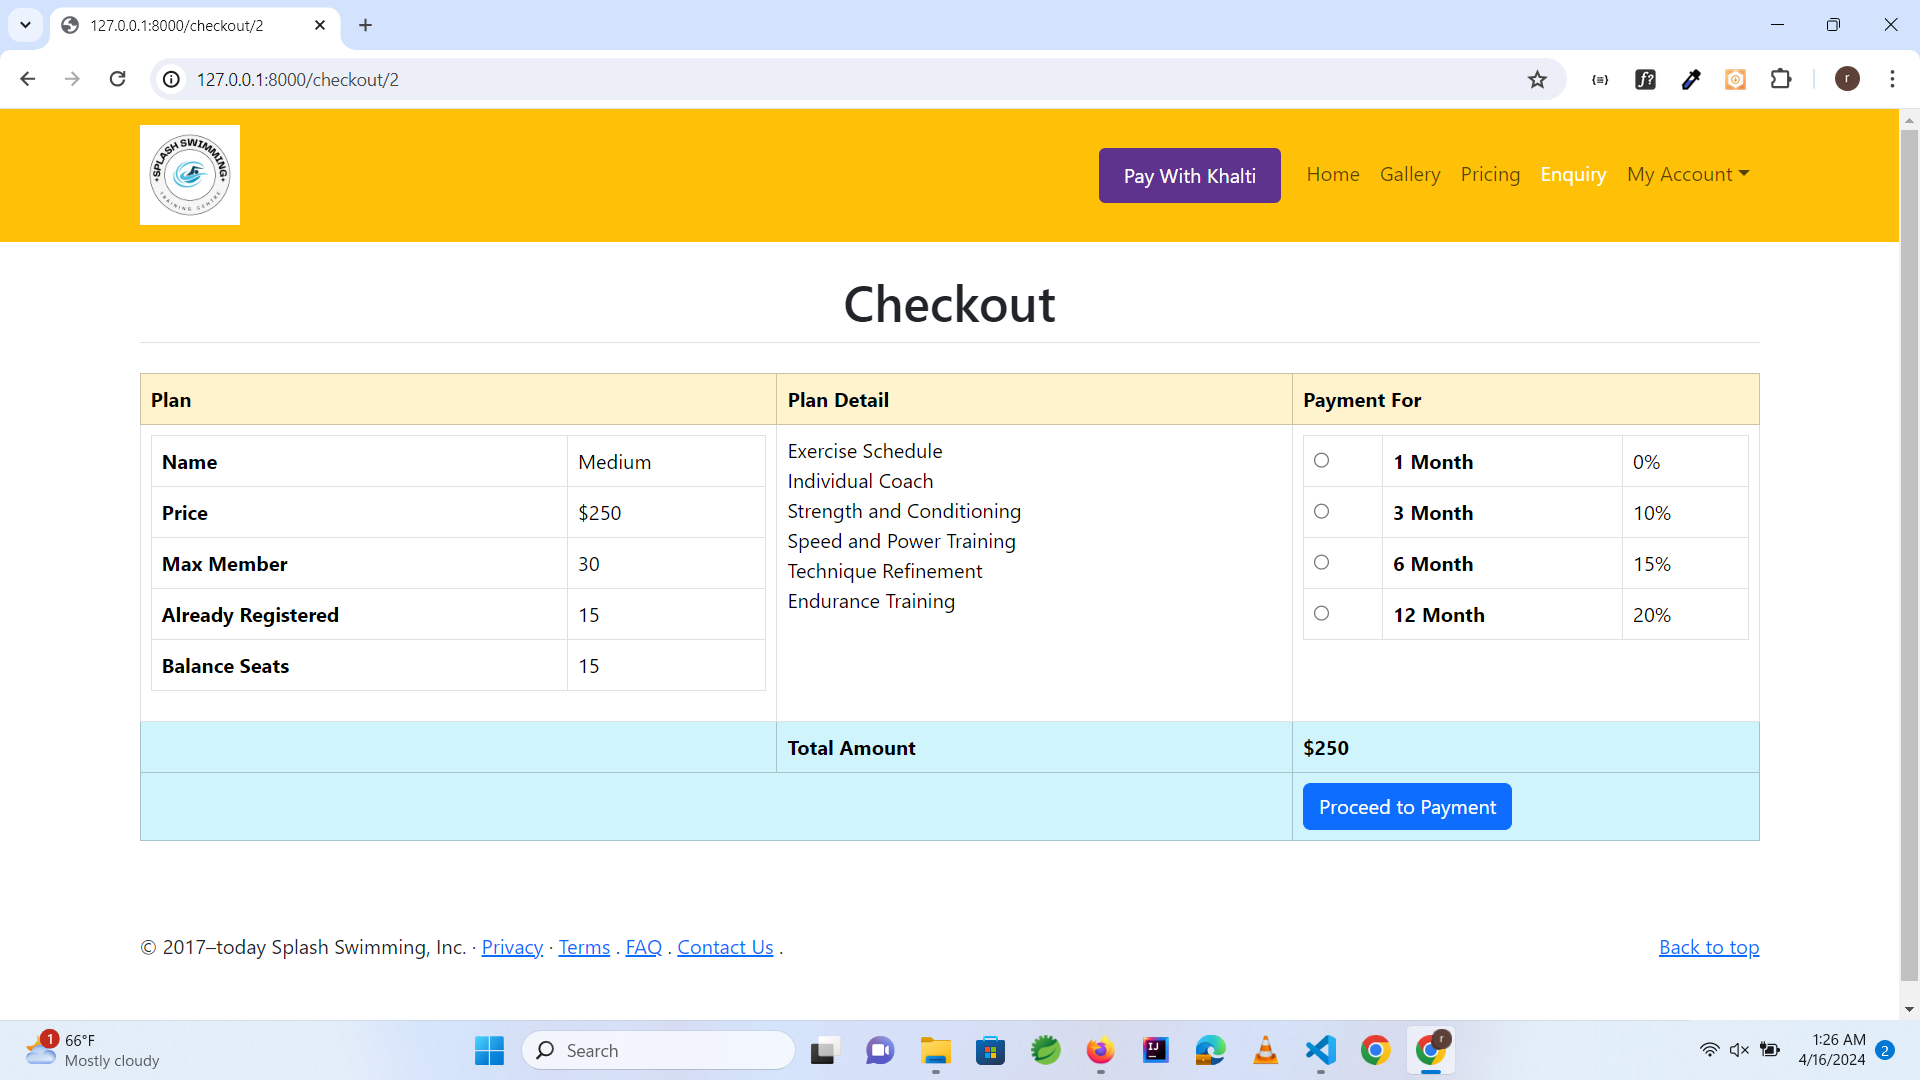 127.0.0.1:8000/checkout/2
127.0.0.1:8000/checkout/2
r
SPLASH SWIMMING
TRAINING CENTRE
Pay With Khalti
Home
Gallery
Pricing
Enquiry
My Account
Checkout
Plan
Plan Detail
Payment For
Name
Medium
Price
$250
Max Member
30
Already Registered
15
Balance Seats
15
Exercise Schedule
Individual Coach
Strength and Conditioning
Speed and Power Training
Technique Refinement
Endurance Training
1 Month
0%
3 Month
10%
6 Month
15%
12 Month
20%
Total Amount
$250
Proceed to Payment
© 2017–today Splash Swimming, Inc. · Privacy · Terms . FAQ . Contact Us .
Back to top
1
66°F
Mostly cloudy
Search
IJ
r
1:26 AM
4/16/2024
2